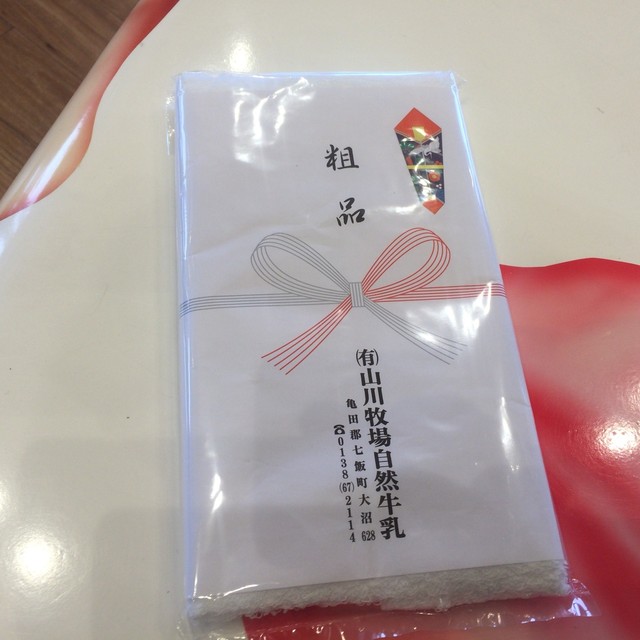 粗品
(有)山川牧場自然牛乳
亀田郡七飯町大沼628
☎0138(67)2114